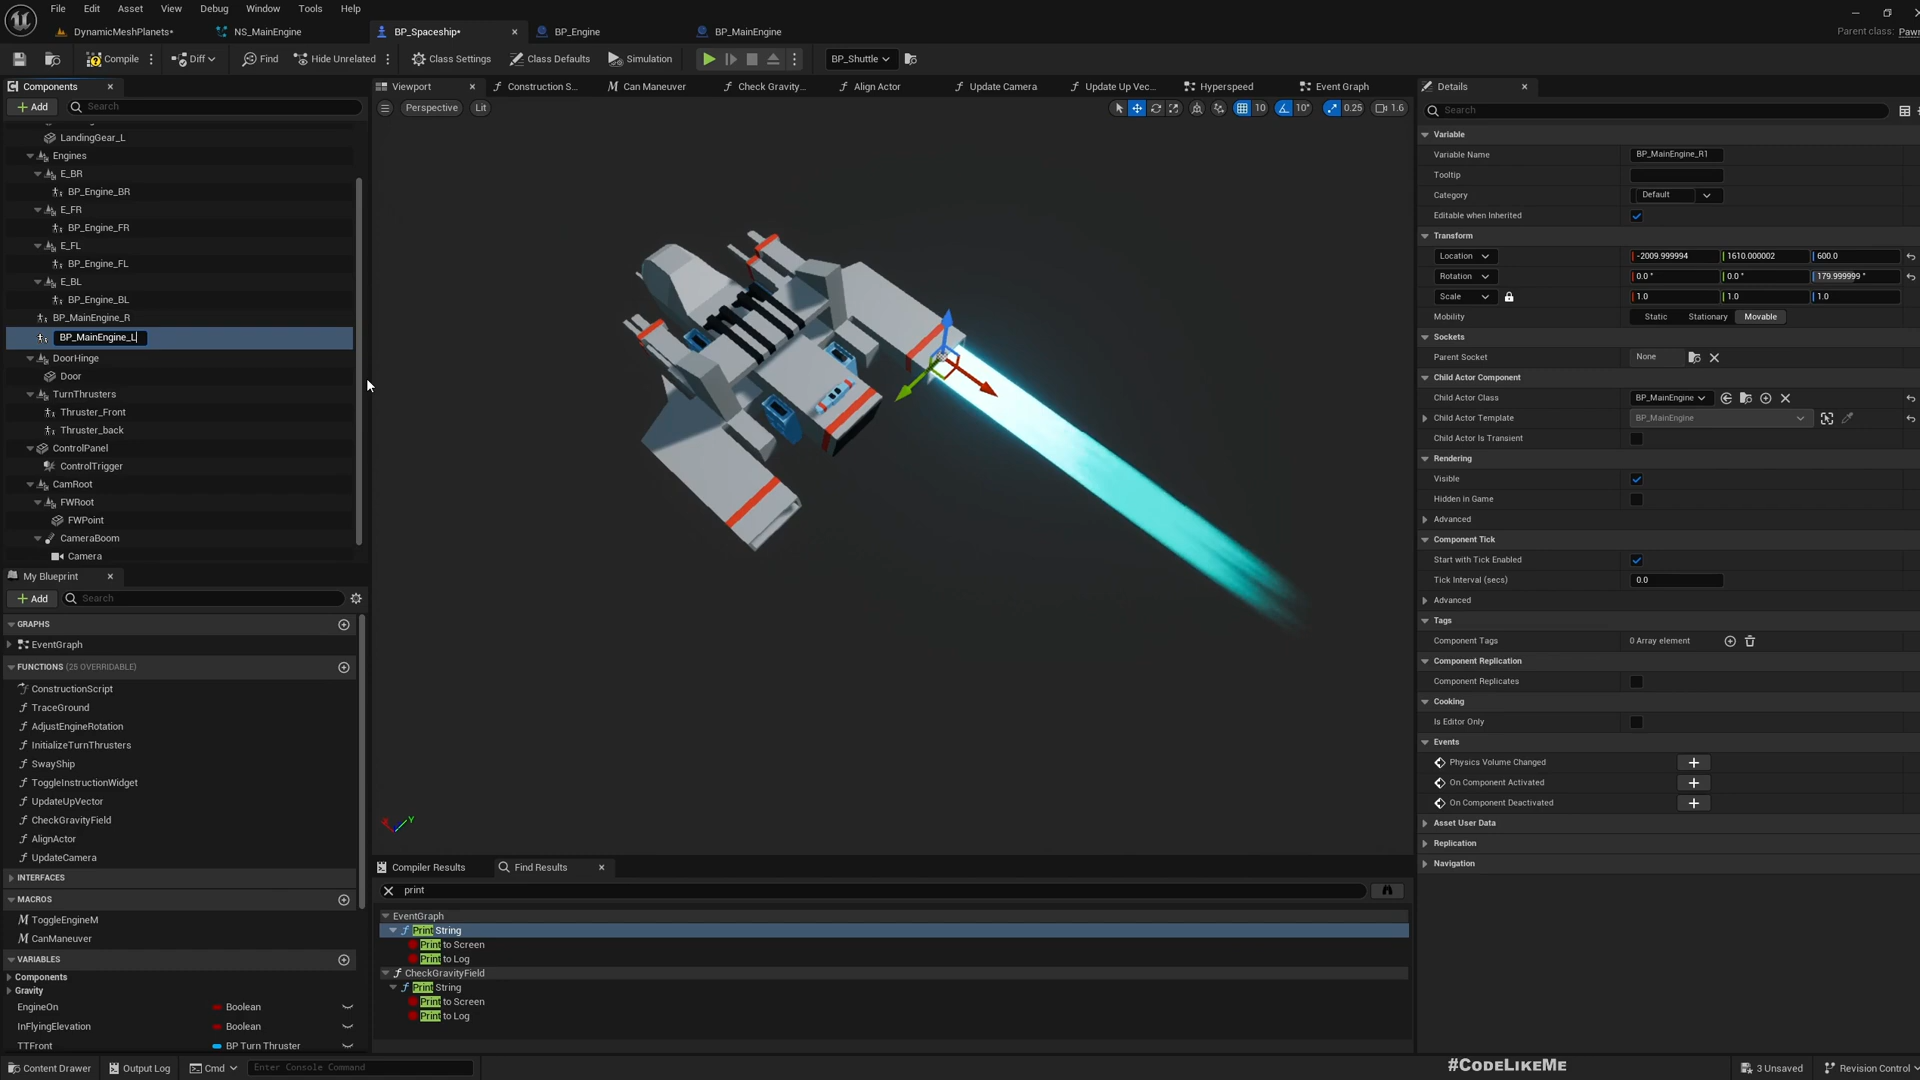 File Edit Asset View Debug Window Tools Help
DynamicMeshPlanets* NS_MainEngine BP_Spaceship* BP_Engine BP_MainEngine
Parent class: Pawn
Compile Diff Find Hide Unrelated Class Settings Class Defaults Simulation BP_Shuttle
Components
Add Search
LandingGear_L
Engines
E_BR
BP_Engine_BR
E_FR
BP_Engine_FR
E_FL
BP_Engine_FL
E_BL
BP_Engine_BL
BP_MainEngine_R
BP_MainEngine_L
DoorHinge
Door
TurnThrusters
Thruster_Front
Thruster_back
ControlPanel
ControlTrigger
CamRoot
FWRoot
FWPoint
CameraBoom
Camera
My Blueprint
Add Search
GRAPHS
EventGraph
FUNCTIONS (25 OVERRIDABLE)
ConstructionScript
TraceGround
AdjustEngineRotation
InitializeTurnThrusters
SwayShip
ToggleInstructionWidget
UpdateUpVector
CheckGravityField
AlignActor
UpdateCamera
INTERFACES
MACROS
ToggleEngineM
CanManeuver
VARIABLES
Components
Gravity
EngineOn Boolean
InFlyingElevation Boolean
TTFront BP Turn Thruster
Viewport Construction S... Can Maneuver Check Gravity... Align Actor Update Camera Update Up Vec... Hyperspeed Event Graph
Perspective Lit
10 10° 0.25 1.6
X Y
Compiler Results Find Results
print
EventGraph
Print String
Print to Screen
Print to Log
CheckGravityField
Print String
Print to Screen
Print to Log
Details
Search
Variable
Variable Name BP_MainEngine_R1
Tooltip
Category Default
Editable when Inherited
Transform
Location -2009.999994 1610.000002 600.0
Rotation 0.0 ° 0.0 ° 179.999999 °
Scale 1.0 1.0 1.0
Mobility Static Stationary Movable
Sockets
Parent Socket None
Child Actor Component
Child Actor Class BP_MainEngine
Child Actor Template BP_MainEngine
Child Actor Is Transient
Rendering
Visible
Hidden in Game
Advanced
Component Tick
Start with Tick Enabled
Tick Interval (secs) 0.0
Advanced
Tags
Component Tags 0 Array element
Component Replication
Component Replicates
Cooking
Is Editor Only
Events
Physics Volume Changed
On Component Activated
On Component Deactivated
Asset User Data
Replication
Navigation
#CodeLikeMe
Content Drawer Output Log Cmd Enter Console Command 3 Unsaved Revision Control